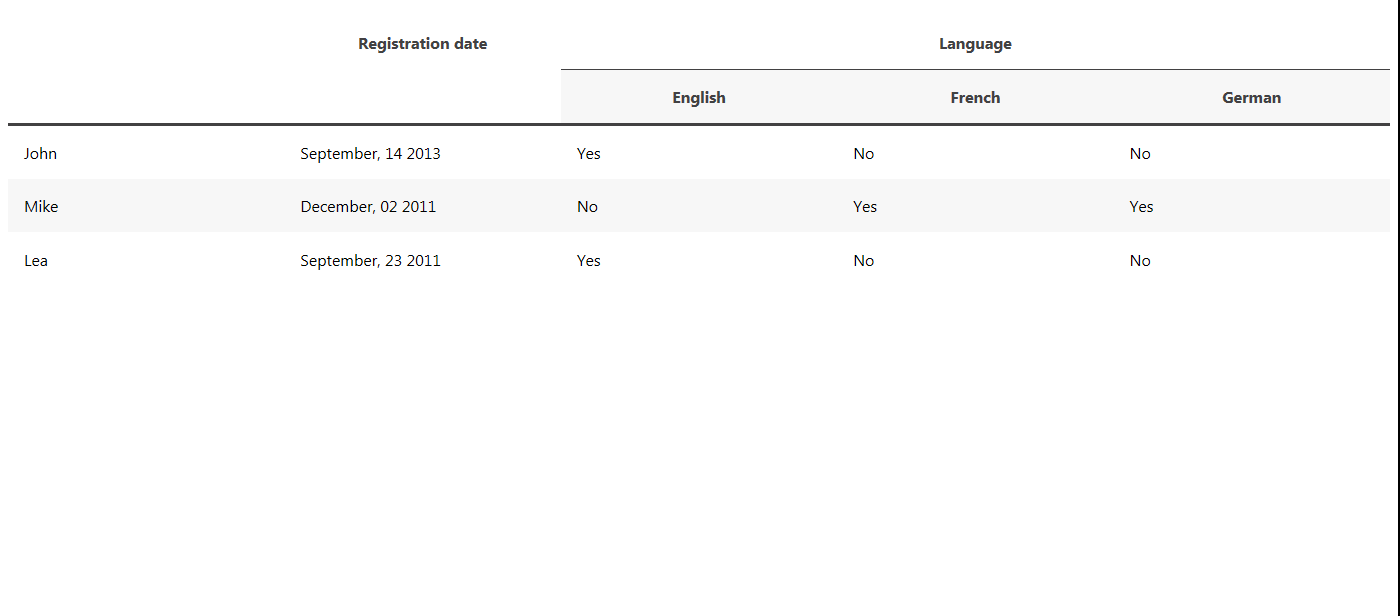 Registration date Language
English French German
John September, 14 2013 Yes No No
Mike December, 02 2011 No Yes Yes
Lea September, 23 2011 Yes No No